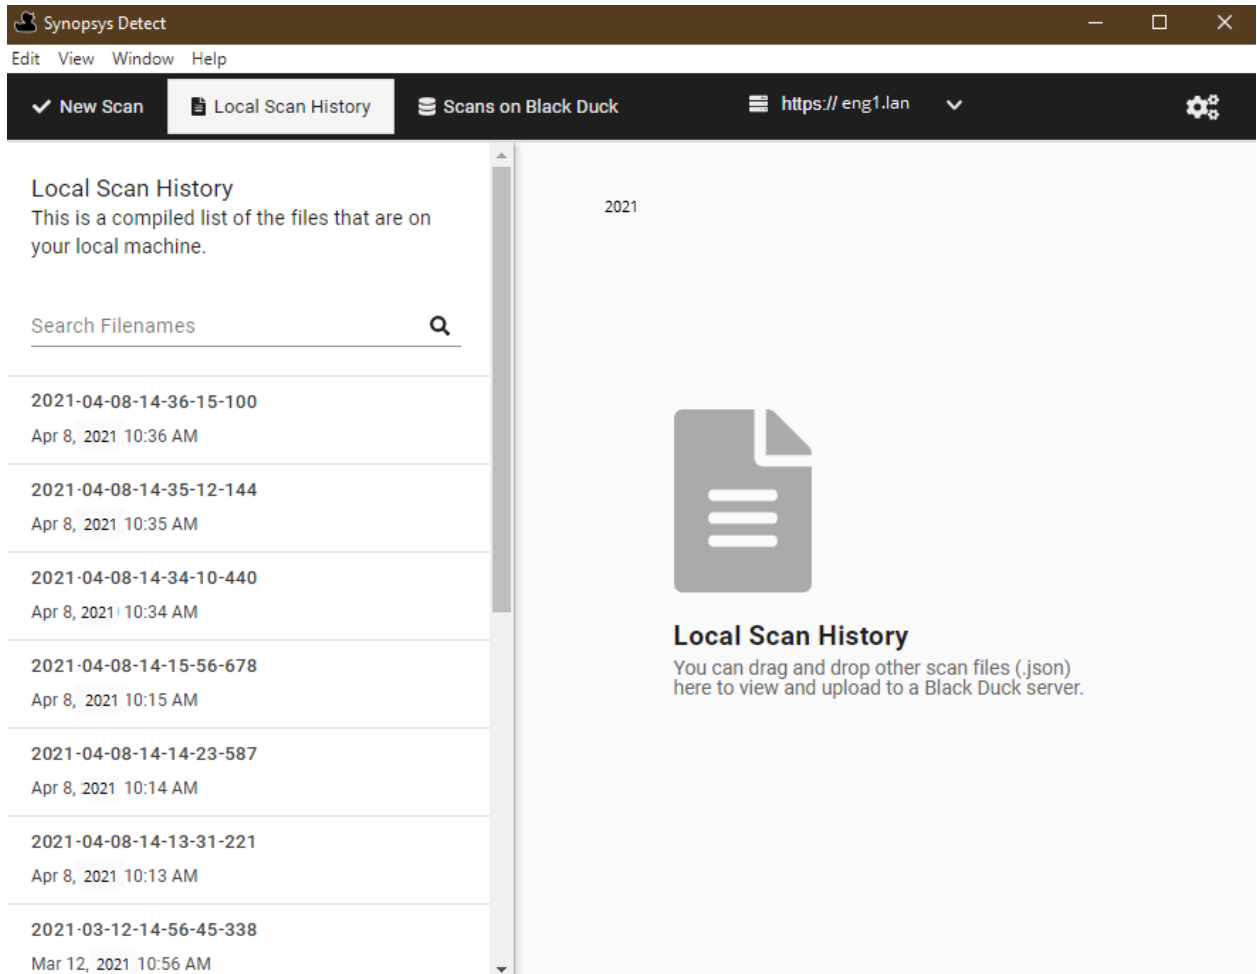 Synopsys Detect
Edit View Window Help
New Scan Local Scan History Scans on Black Duck https:// eng1.lan
Local Scan History
This is a compiled list of the files that are on
your local machine.
Search Filenames
2021-04-08-14-36-15-100
Apr 8, 2021 10:36 AM
2021-04-08-14-35-12-144
Apr 8, 2021 10:35 AM
2021-04-08-14-34-10-440
Apr 8, 2021 10:34 AM
2021-04-08-14-15-56-678
Apr 8, 2021 10:15 AM
2021-04-08-14-14-23-587
Apr 8, 2021 10:14 AM
2021-04-08-14-13-31-221
Apr 8, 2021 10:13 AM
2021-03-12-14-56-45-338
Mar 12, 2021 10:56 AM
2021
Local Scan History
You can drag and drop other scan files (.json)
here to view and upload to a Black Duck server.